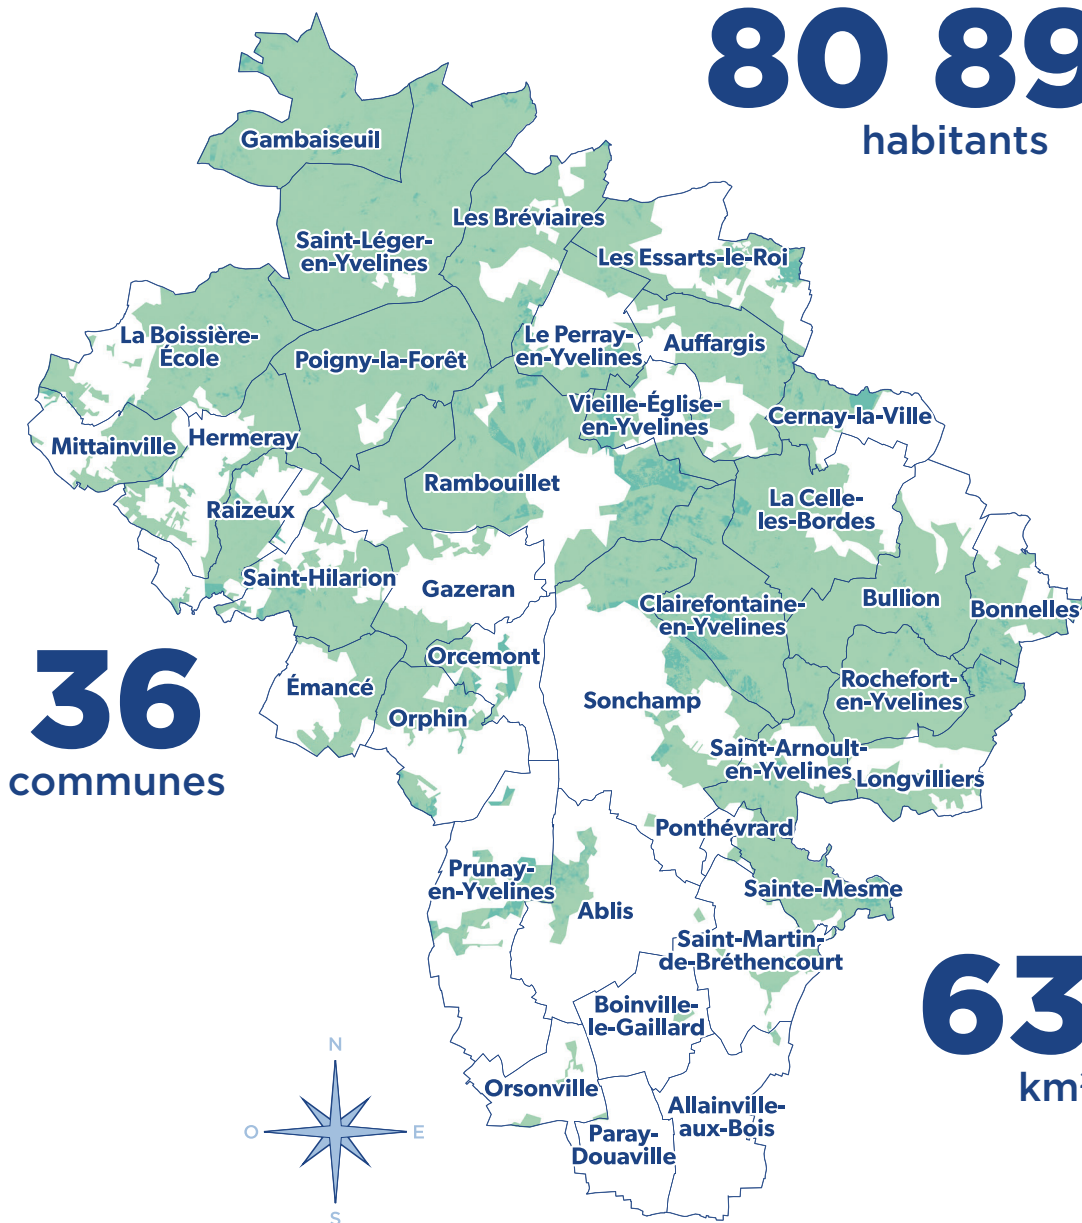 80 89
habitants
Gambaiseuil
Les Bréviaires
Saint-Léger-
en-Yvelines
Les Essarts-le-Roi
La Boissière-
École
Poigny-la-Forêt
Le Perray-
en-Yvelines
Auffargis
Vieille-Église-
en-Yvelines
Cernay-la-Ville
Mittainville
Hermeray
Rambouillet
La Celle-
les-Bordes
Raizeux
Saint-Hilarion
Gazeran
Clairefontaine-
en-Yvelines
Bullion
Bonnelles
36
communes
Orcemont
Émancé
Orphin
Sonchamp
Rochefort-
en-Yvelines
Saint-Arnoult-
en-Yvelines
Longvilliers
Ponthévrard
Prunay-
en-Yvelines
Ablis
Sainte-Mesme
Saint-Martin-
de-Bréthencourt
Boinville-
le-Gaillard
63
km²
Orsonville
Allainville-
aux-Bois
Paray-
Douaville
N
O
E
S